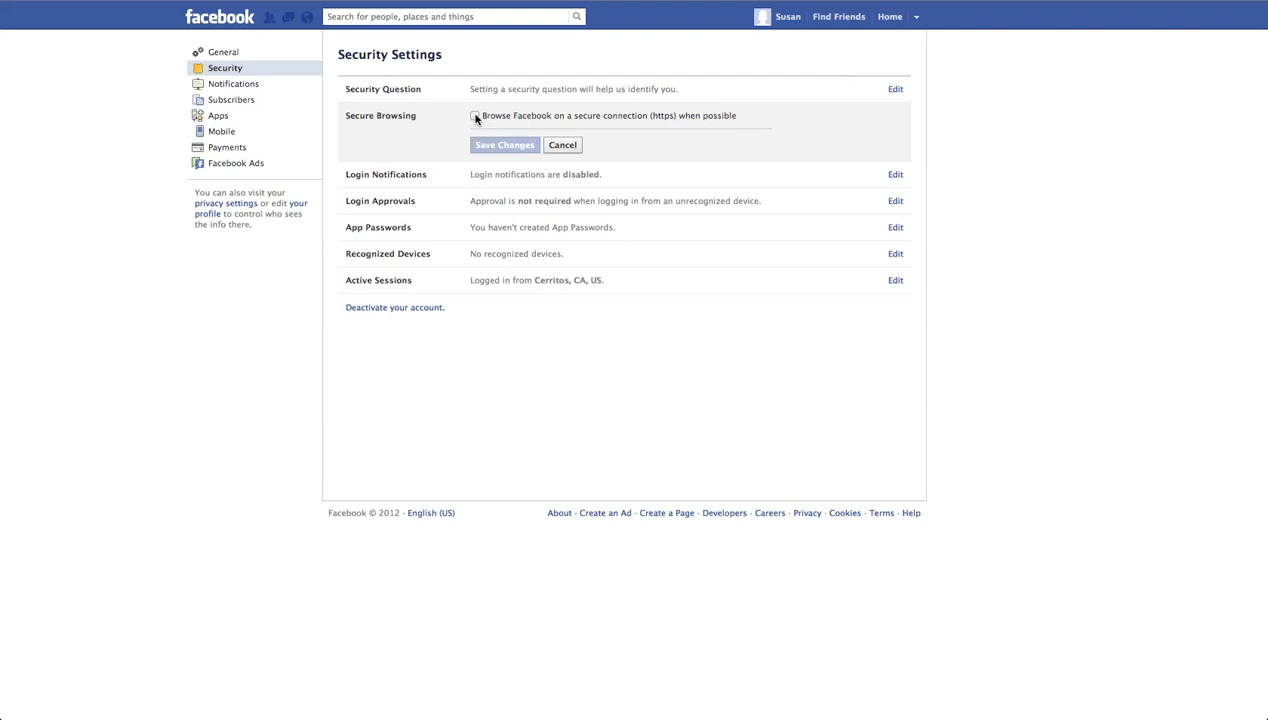 facebook
Search for people, places and things
Susan
Find Friends
Home
General
Security
Notifications
Subscribers
Apps
Mobile
Payments
Facebook Ads
You can also visit your
privacy settings or edit your
profile to control who sees
the info there.
Security Settings
Security Question Setting a security question will help us identify you. Edit
Secure Browsing Browse Facebook on a secure connection (https) when possible
Save Changes Cancel
Login Notifications Login notifications are disabled. Edit
Login Approvals Approval is not required when logging in from an unrecognized device. Edit
App Passwords You haven't created App Passwords. Edit
Recognized Devices No recognized devices. Edit
Active Sessions Logged in from Cerritos, CA, US. Edit
Deactivate your account.
Facebook © 2012 · English (US)
About · Create an Ad · Create a Page · Developers · Careers · Privacy · Cookies · Terms · Help